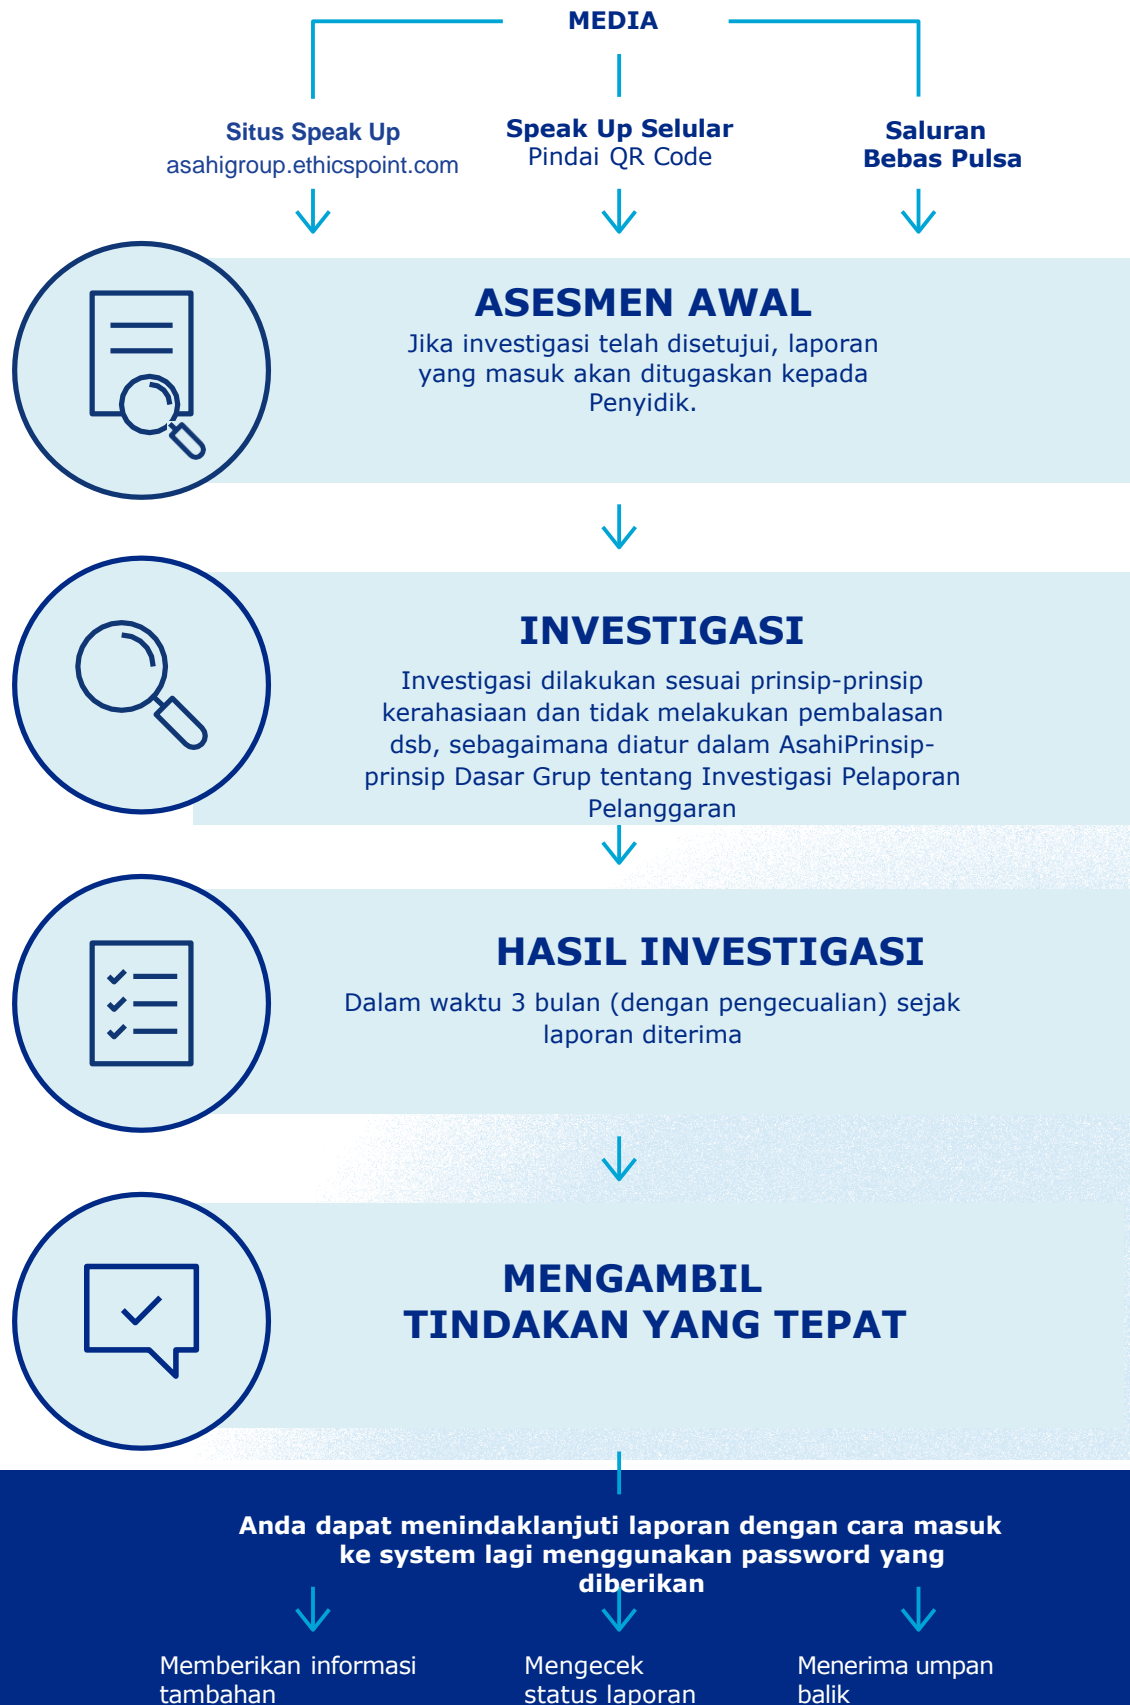 MEDIA
Situs Speak Up
asahigroup.ethicspoint.com
Speak Up Selular
Pindai QR Code
Saluran
Bebas Pulsa
ASESMEN AWAL
Jika investigasi telah disetujui, laporan
yang masuk akan ditugaskan kepada
Penyidik.
INVESTIGASI
Investigasi dilakukan sesuai prinsip-prinsip
kerahasiaan dan tidak melakukan pembalasan
dsb, sebagaimana diatur dalam AsahiPrinsip-
prinsip Dasar Grup tentang Investigasi Pelaporan
Pelanggaran
HASIL INVESTIGASI
Dalam waktu 3 bulan (dengan pengecualian) sejak
laporan diterima
MENGAMBIL
TINDAKAN YANG TEPAT
Anda dapat menindaklanjuti laporan dengan cara masuk
ke system lagi menggunakan password yang
diberikan
Memberikan informasi
tambahan
Mengecek
status laporan
Menerima umpan
balik